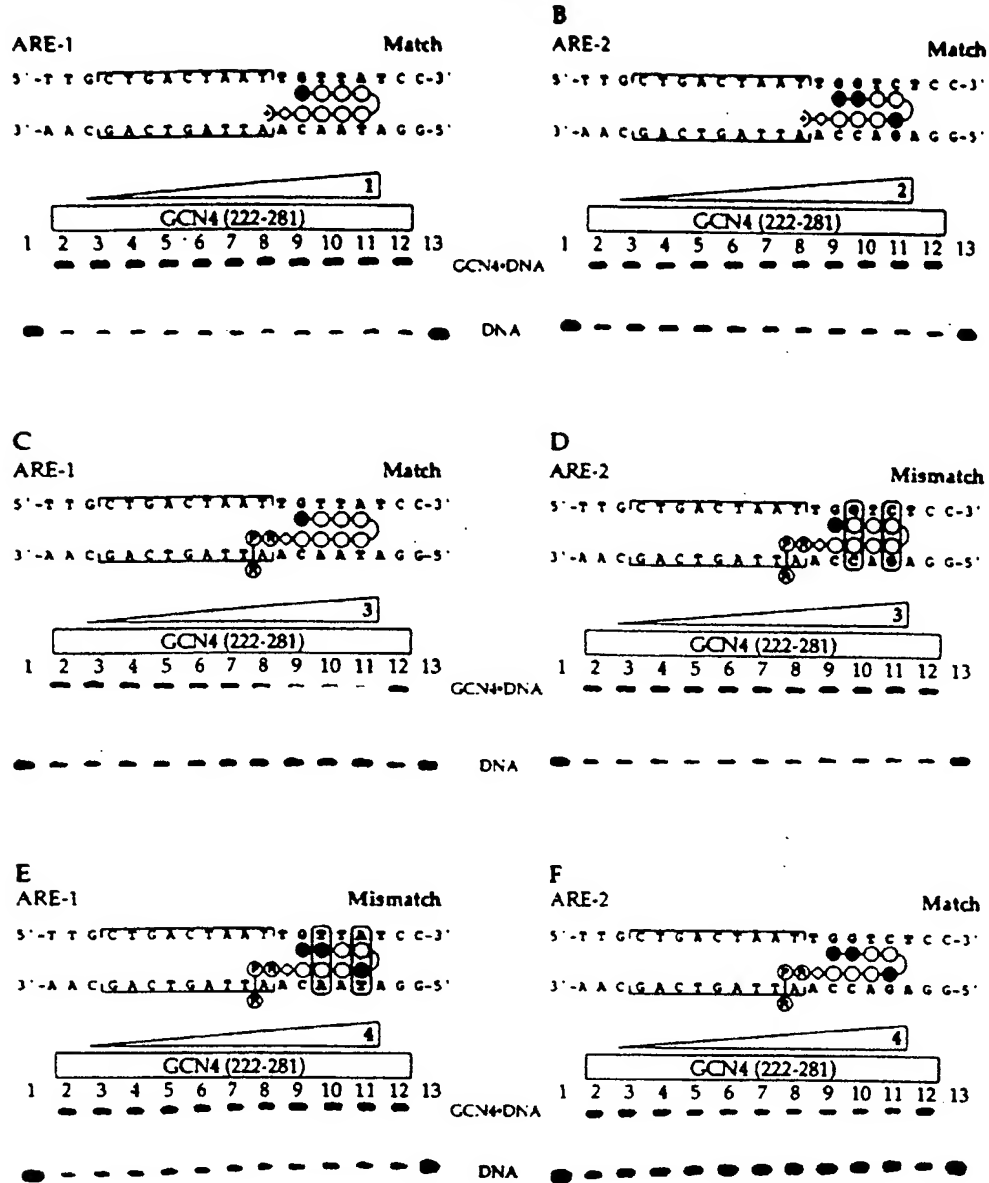 B
ARE-1 Match
5'-T T G C T G A C T A A T T G T T A T C C-3'
3'-A A C G A C T G A T T A A C A A T A G G-5'
1
GCN4 (222-281)
1 2 3 4 5 6 7 8 9 10 11 12 13
ARE-2 Match
5'-T T G C T G A C T A A T T G G T C T C C-3'
3'-A A C G A C T G A T T A A C C A G A G G-5'
2
GCN4 (222-281)
1 2 3 4 5 6 7 8 9 10 11 12 13
GCN4•DNA
DNA
C
ARE-1 Match
5'-T T G C T G A C T A A T T G T T A T C C-3'
P R
3'-A A C G A C T G A T T A A C A A T A G G-5'
R
3
GCN4 (222-281)
1 2 3 4 5 6 7 8 9 10 11 12 13
D
ARE-2 Mismatch
5'-T T G C T G A C T A A T T G G T C T C C-3'
P R
3'-A A C G A C T G A T T A A C C A G A G G-5'
R
3
GCN4 (222-281)
1 2 3 4 5 6 7 8 9 10 11 12 13
GCN4•DNA
DNA
E
ARE-1 Mismatch
5'-T T G C T G A C T A A T T G T T A T C C-3'
P R
3'-A A C G A C T G A T T A A C A A T A G G-5'
R
4
GCN4 (222-281)
1 2 3 4 5 6 7 8 9 10 11 12 13
F
ARE-2 Match
5'-T T G C T G A C T A A T T G G T C T C C-3'
P R
3'-A A C G A C T G A T T A A C C A G A G G-5'
R
4
GCN4 (222-281)
1 2 3 4 5 6 7 8 9 10 11 12 13
GCN4•DNA
DNA